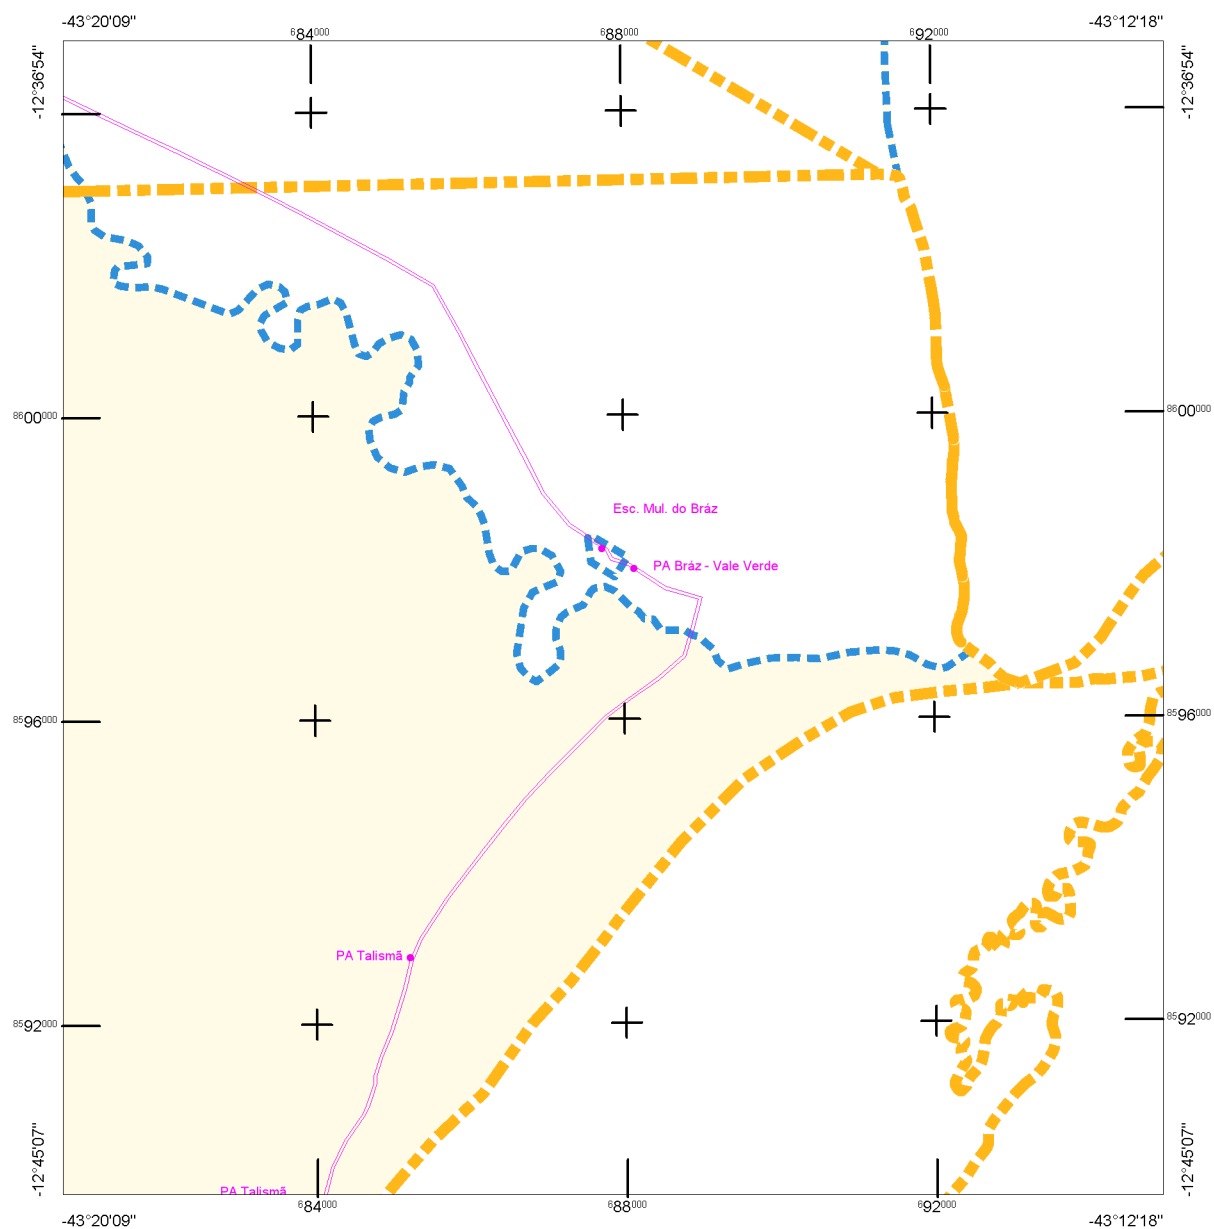 -43°20'09" -43°12'18"
684000 688000 692000
-12°36'54" -12°36'54"
8600000 8600000
Esc. Mul. do Bráz
PA Bráz - Vale Verde
8596000 8596000
PA Talismã
8592000 8592000
-12°45'07" -12°45'07"
PA Talismã
684000 688000 692000
-43°20'09" -43°12'18"